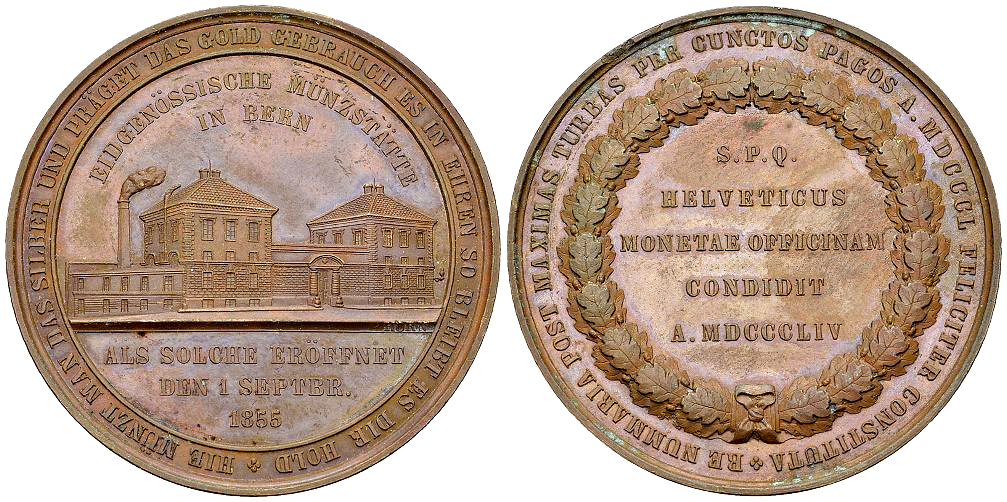 HIE MÜNZT MAN DAS SILBER UND PRÄGET DAS GOLD GEBRAUCH ES IN EHREN SO BLEIBT ES DIR HOLD
EIDGENÖSSISCHE MÜNZSTÄTTE
IN BERN
KORN
ALS SOLCHE ERÖFFNET
DEN 1 SEPTBR.
1855
RE NUMMARIA POST MAXIMAS TURBAS PER CUNCTOS PAGOS A. MDCCCL FELICITER CONSTITUTA
S.P.Q.
HELVETICUS
MONETAE OFFICINAM
CONDIDIT
A. MDCCCLIV